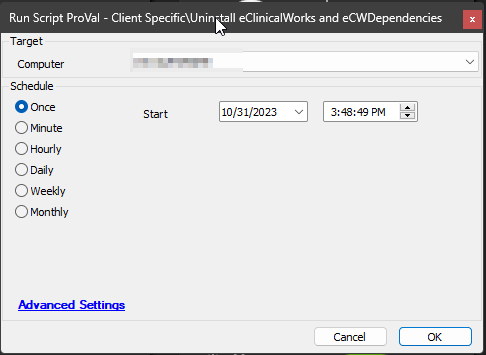 Run Script ProVal - Client Specific\Uninstall eClinicalWorks and eCWDependencies
x
Target
Computer
Schedule
Once
Start
10/31/2023
3:48:49 PM
Minute
Hourly
Daily
Weekly
Monthly
Advanced Settings
Cancel
OK